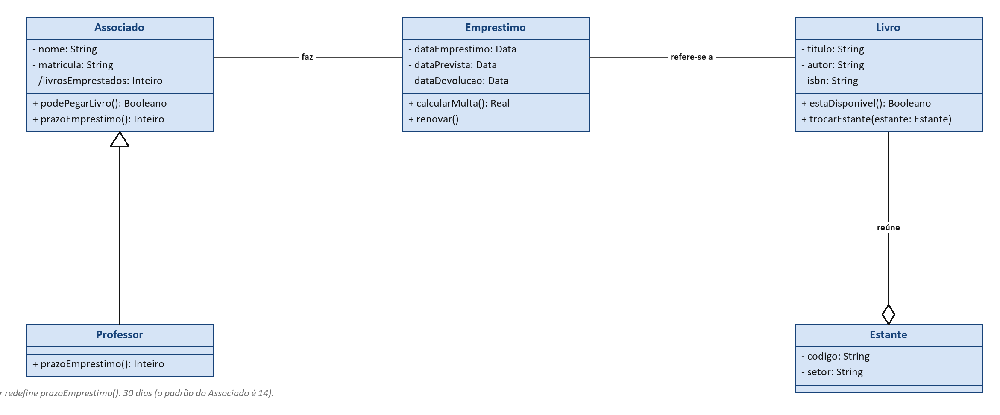 Associado
- nome: String
- matricula: String
- /livrosEmprestados: Inteiro
+ podePegarLivro(): Booleano
+ prazoEmprestimo(): Inteiro
faz
Emprestimo
- dataEmprestimo: Data
- dataPrevista: Data
- dataDevolucao: Data
+ calcularMulta(): Real
+ renovar()
refere-se a
Livro
- titulo: String
- autor: String
- isbn: String
+ estaDisponivel(): Booleano
+ trocarEstante(estante: Estante)
reúne
Professor
+ prazoEmprestimo(): Inteiro
Estante
- codigo: String
- setor: String
r redefine prazoEmprestimo(): 30 dias (o padrão do Associado é 14).